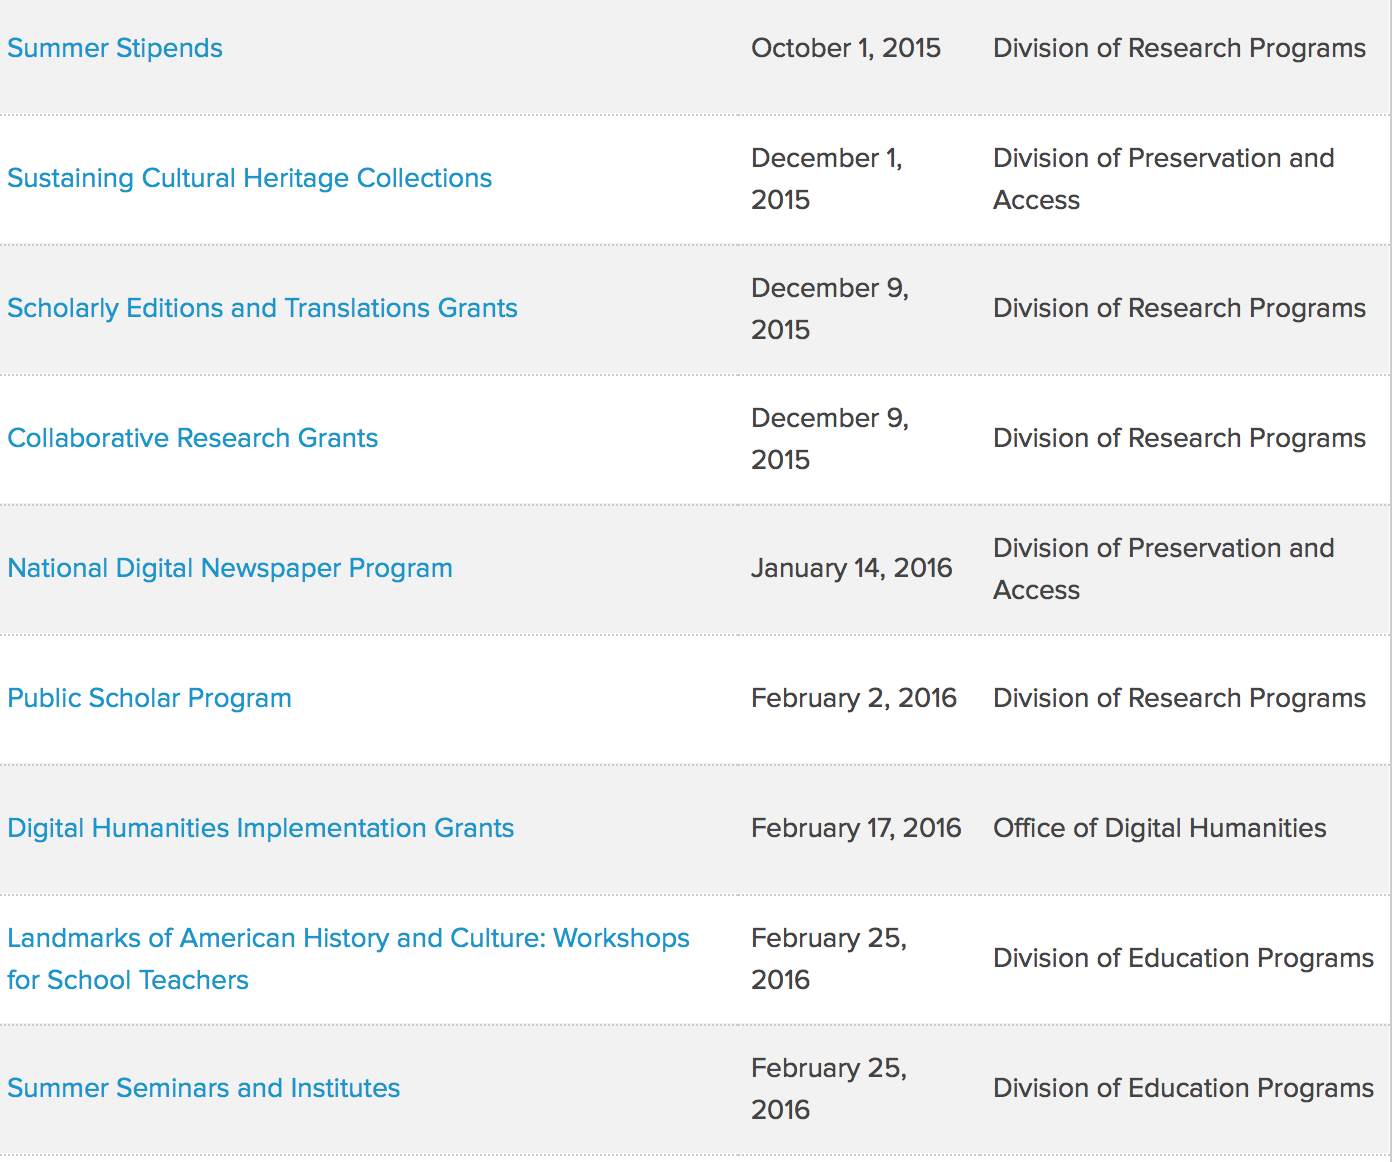 Summer Stipends October 1, 2015 Division of Research Programs
Sustaining Cultural Heritage Collections
December 1,
2015
Division of Preservation and
Access
Scholarly Editions and Translations Grants
December 9,
2015
Division of Research Programs
Collaborative Research Grants
December 9,
2015
Division of Research Programs
National Digital Newspaper Program
January 14, 2016
Division of Preservation and
Access
Public Scholar Program February 2, 2016 Division of Research Programs
Digital Humanities Implementation Grants February 17, 2016 Office of Digital Humanities
Landmarks of American History and Culture: Workshops
for School Teachers
February 25,
2016
Division of Education Programs
Summer Seminars and Institutes
February 25,
2016
Division of Education Programs